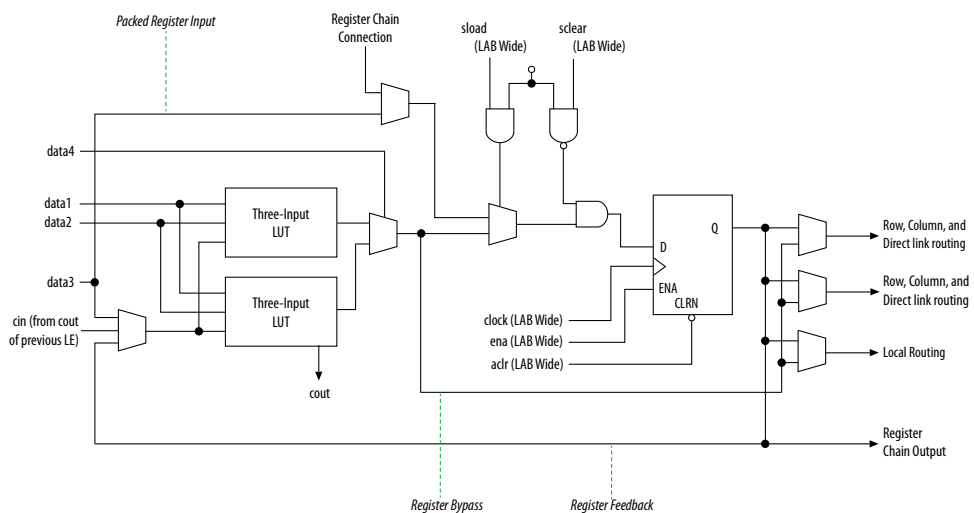 Packed Register Input
Register Chain
Connection
sload
(LAB Wide)
sclear
(LAB Wide)
data4
data1
data2
data3
cin (from cout
of previous LE)
Three-Input
LUT
Three-Input
LUT
cout
D
Q
ENA
CLRN
clock (LAB Wide)
ena (LAB Wide)
aclr (LAB Wide)
Row, Column, and
Direct link routing
Row, Column, and
Direct link routing
Local Routing
Register
Chain Output
Register Bypass
Register Feedback